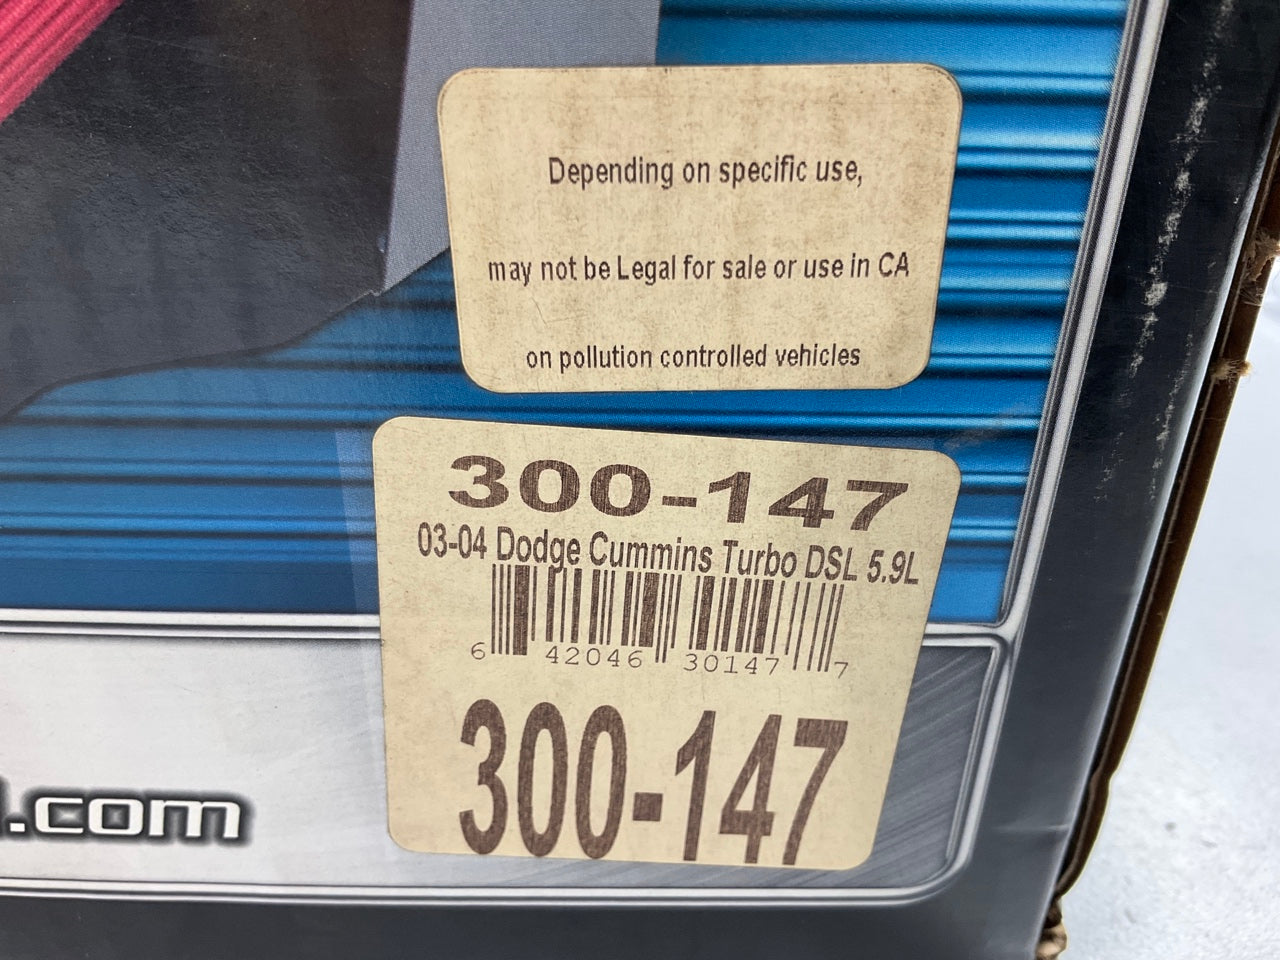 Depending on specific use,
may not be Legal for sale or use in CA
on pollution controlled vehicles
300-147
03-04 Dodge Cummins Turbo DSL 5.9L
6 42046 30147 7
300-147
.com